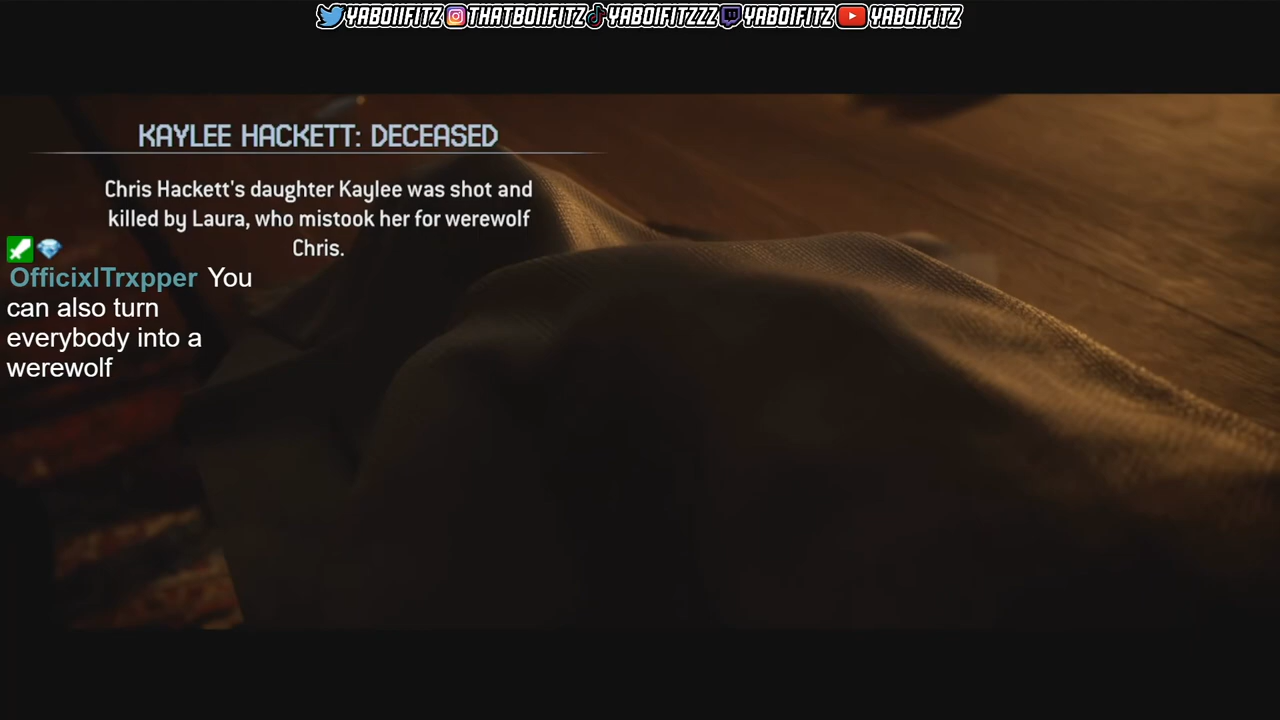 YABOIIFITZ THATBOIIFITZ YABOIFITZZZ YABOIFITZ YABOIFITZ
KAYLEE HACKETT: DECEASED
Chris Hackett's daughter Kaylee was shot and
killed by Laura, who mistook her for werewolf
Chris.
OfficixlTrxpper You
can also turn
everybody into a
werewolf